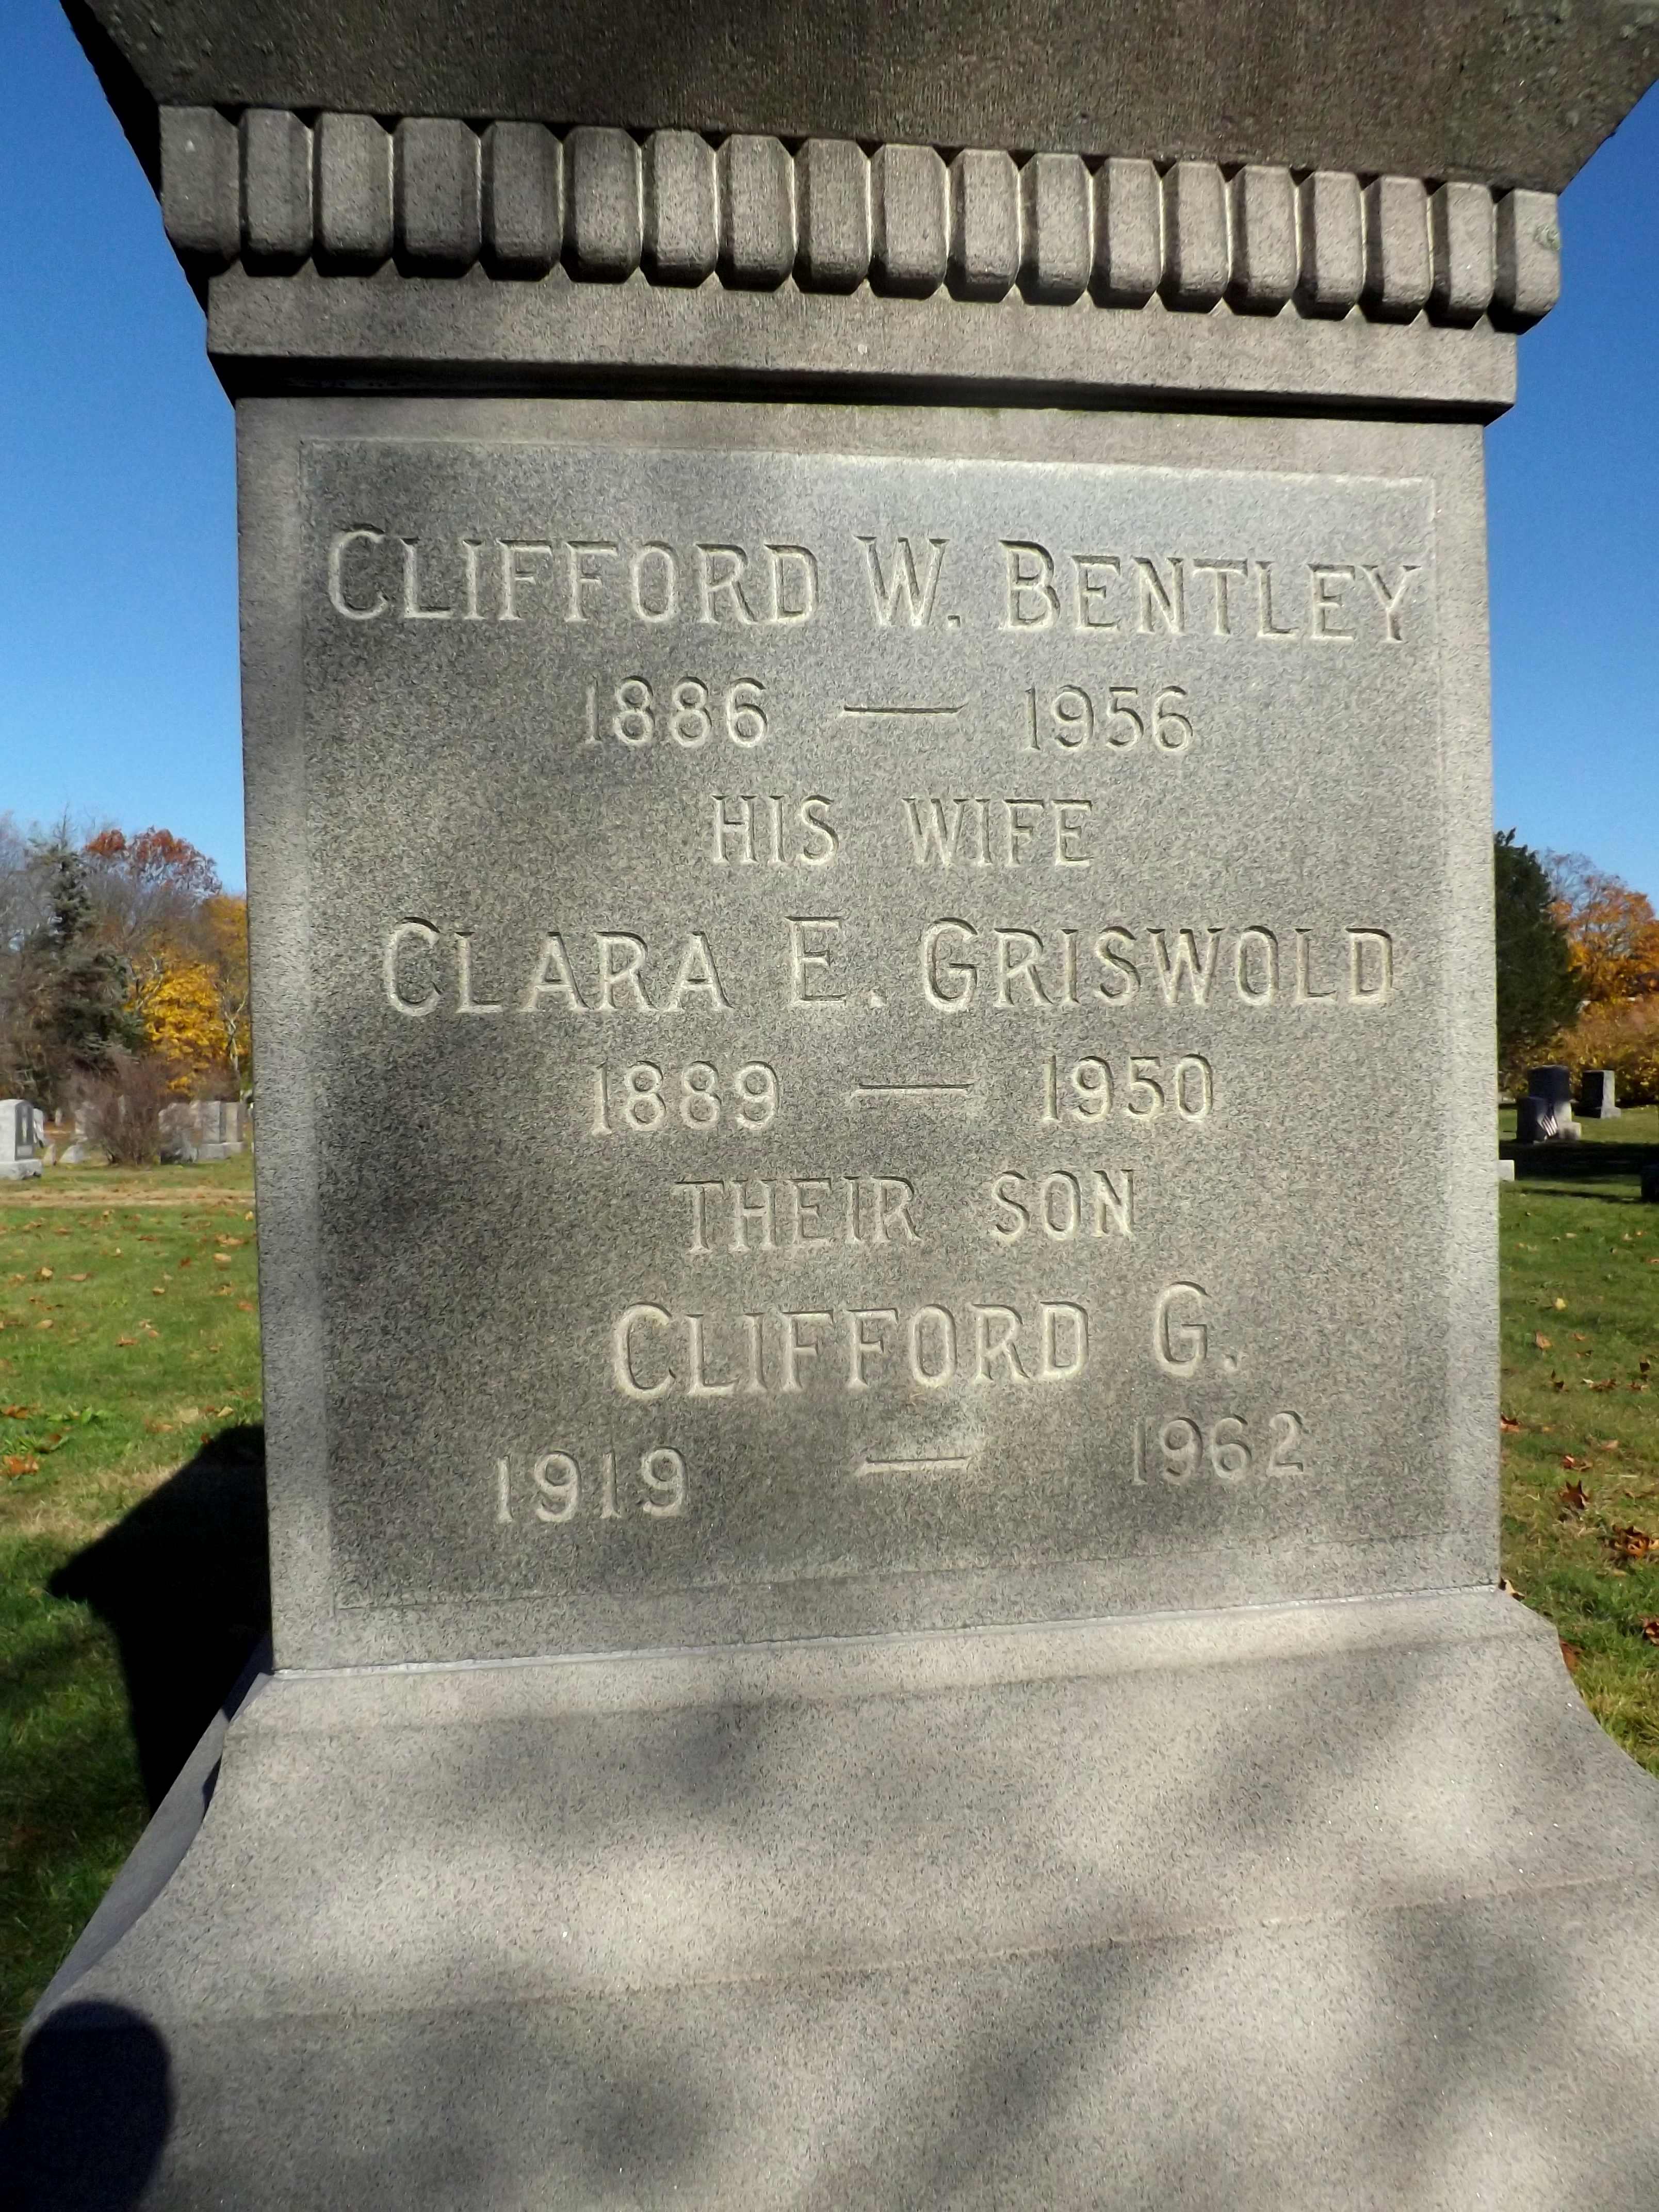 CLIFFORD W. BENTLEY
1886 — 1956
HIS WIFE
CLARA E. GRISWOLD
1889 — 1950
THEIR SON
CLIFFORD G.
1919 — 1962